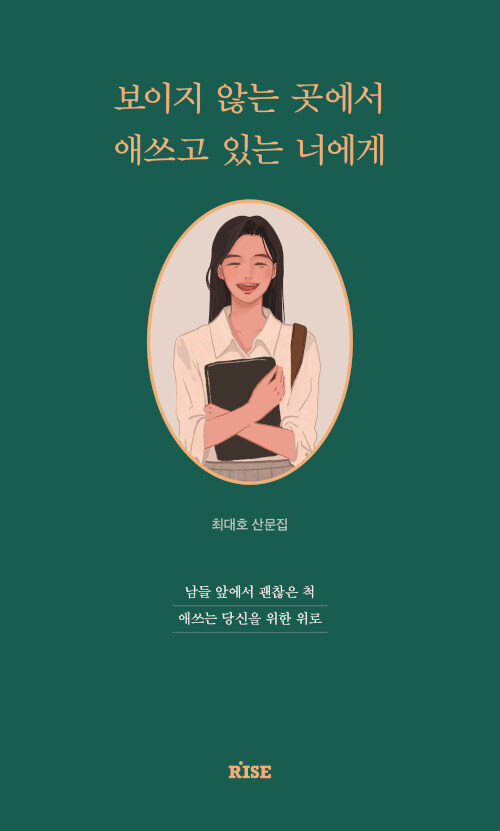 보이지 않는 곳에서
애쓰고 있는 너에게
최대호 산문집
남들 앞에서 괜찮은 척
애쓰는 당신을 위한 위로
RISE